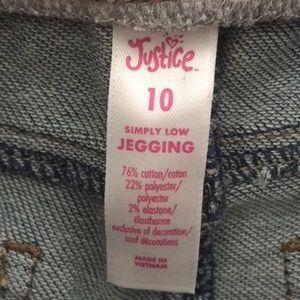 Justice
10
SIMPLY LOW
JEGGING
76% cotton/coton
22% polyester/
polyester
2% elastane/
élasthanne
exclusive of decoration/
sauf décorations
MADE IN
VIETNAM